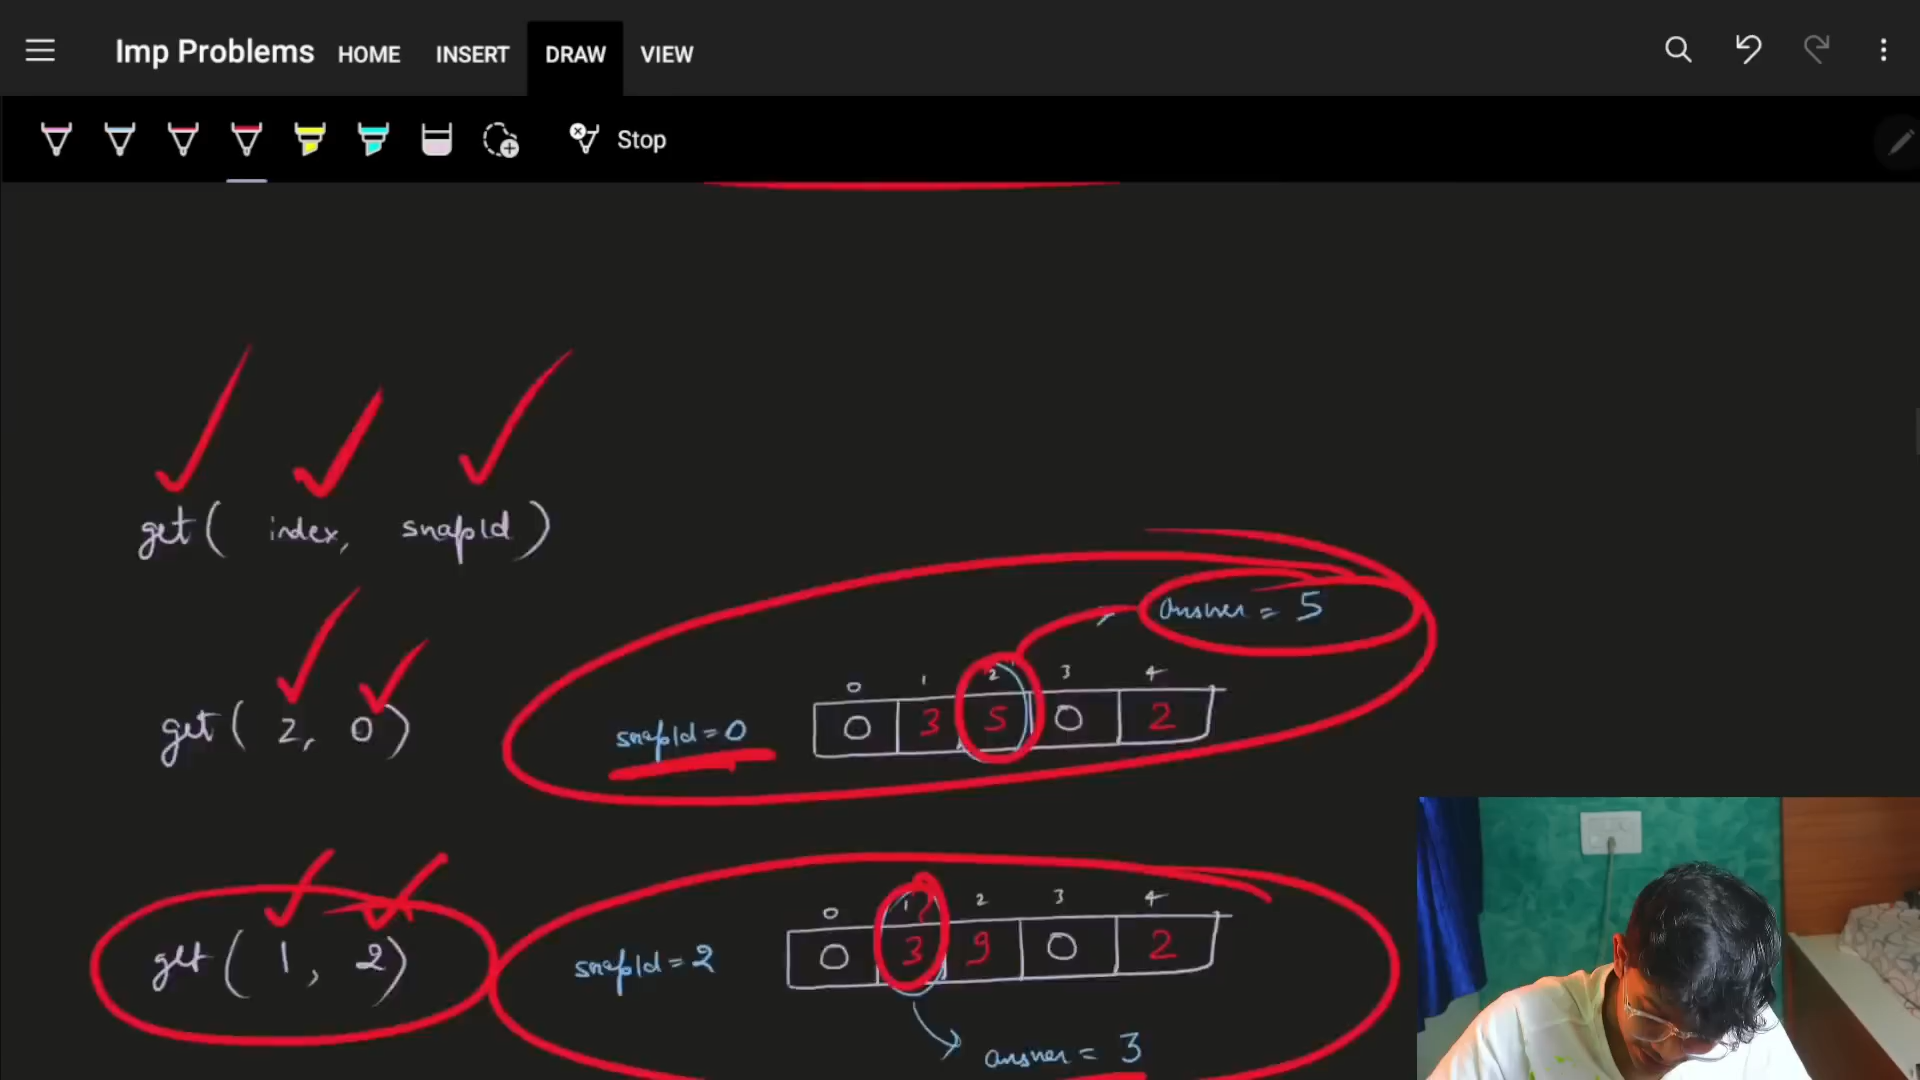 Imp Problems HOME INSERT DRAW VIEW
Stop
get( index, snapId )
answer = 5
0 1 2 3 4
get( 2, 0 )
snapId = 0
0 3 5 0 2
0 1 2 3 4
get( 1, 2 )
snapId = 2
0 3 9 0 2
answer = 3